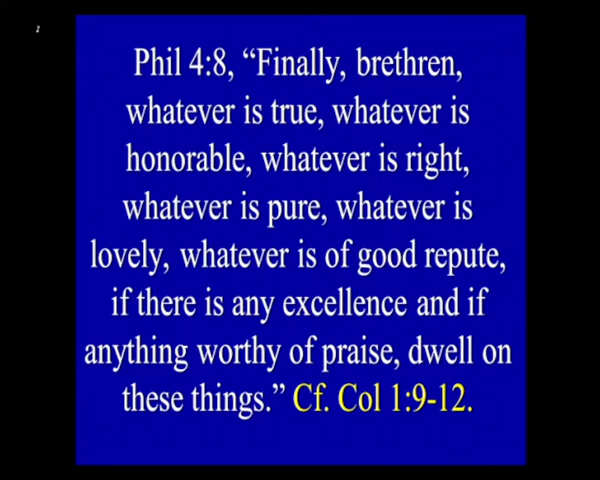 Phil 4:8, “Finally, brethren,
whatever is true, whatever is
honorable, whatever is right,
whatever is pure, whatever is
lovely, whatever is of good repute,
if there is any excellence and if
anything worthy of praise, dwell on
these things.” Cf. Col 1:9-12.